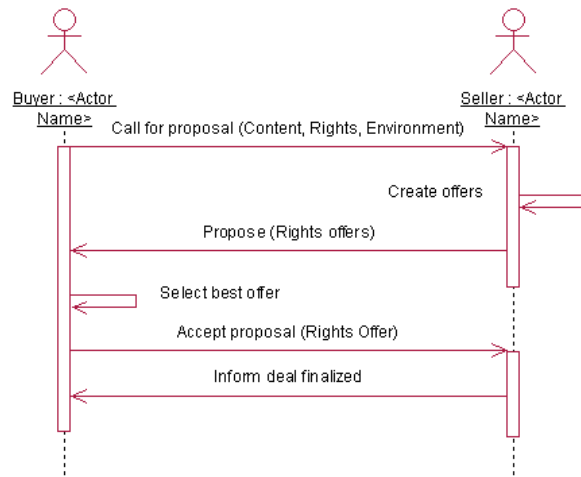 Buyer : <Actor
Name>
Seller : <Actor
Name>
Call for proposal (Content, Rights, Environment)
Create offers
Propose (Rights offers)
Select best offer
Accept proposal (Rights Offer)
Inform deal finalized